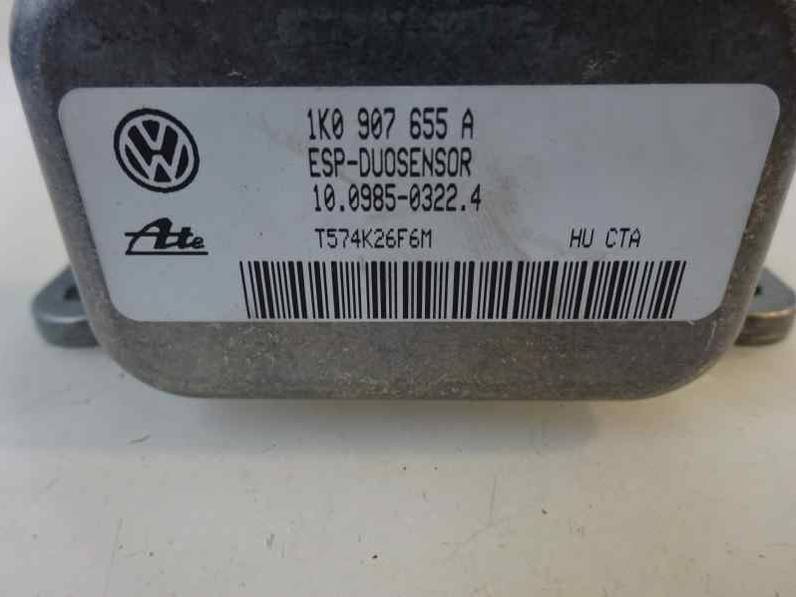 1K0 907 655 A
ESP-DUOSENSOR
10.0985-0322.4
Ate
T574K26F6M HU CTA